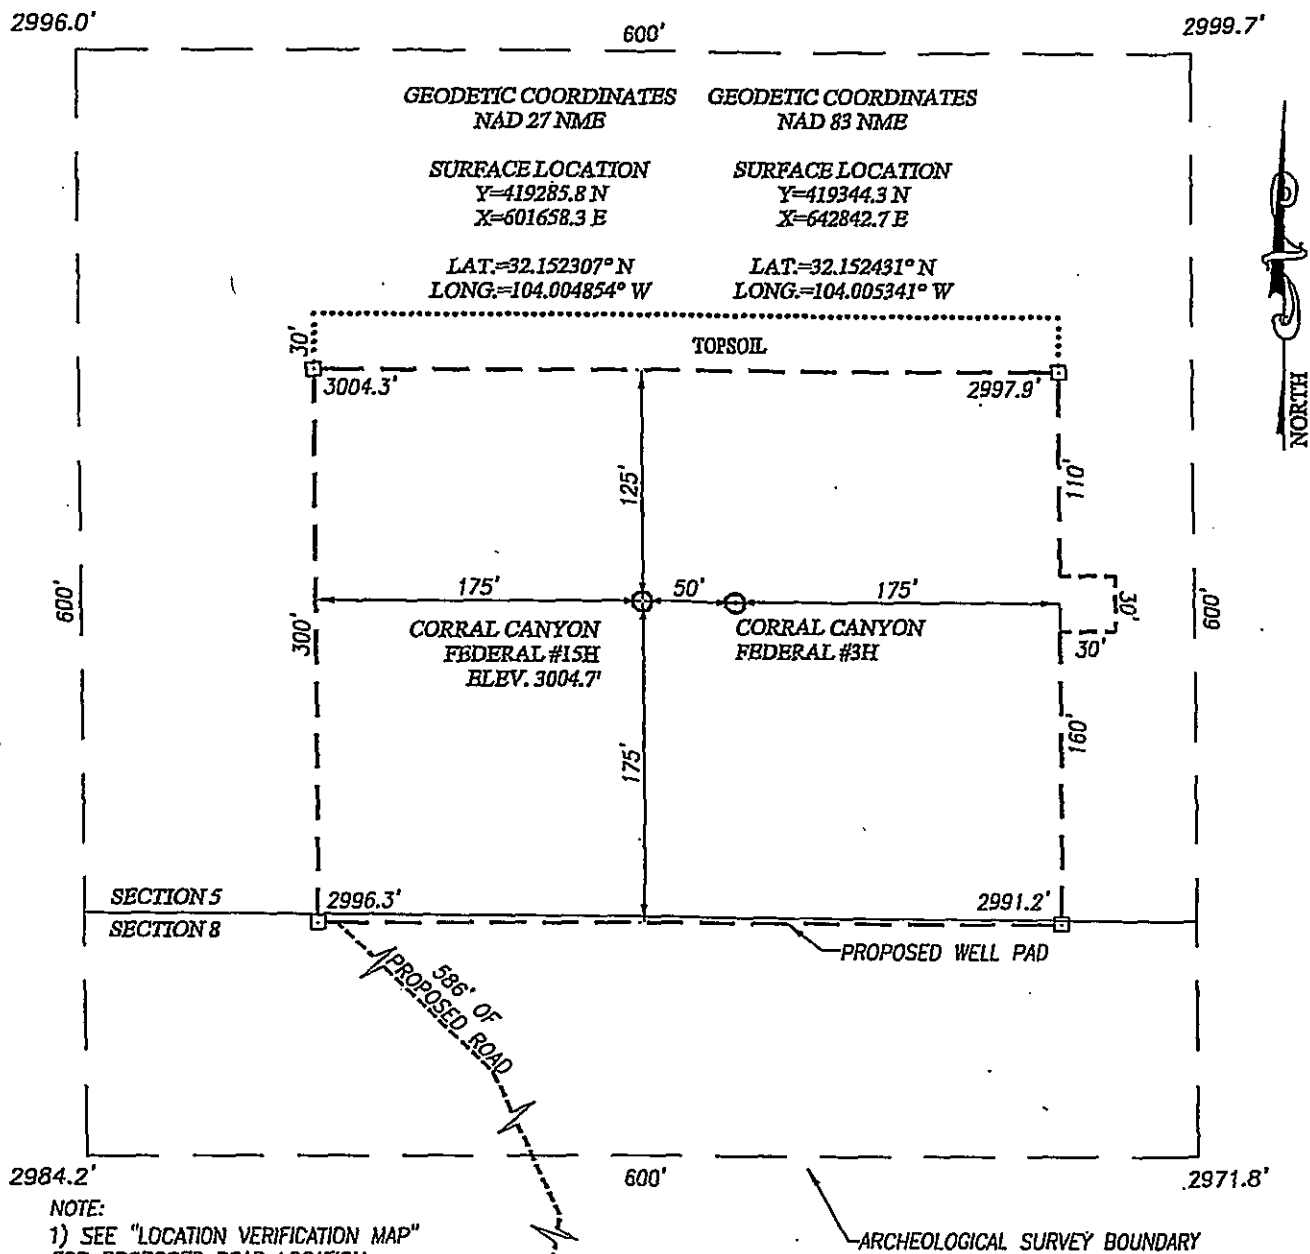 2996.0'
600'
2999.7'
GEODETIC COORDINATES
NAD 27 NME
SURFACE LOCATION
Y=419285.8 N
X=601658.3 E
LAT.=32.152307° N
LONG.=104.004854° W
GEODETIC COORDINATES
NAD 83 NME
SURFACE LOCATION
Y=419344.3 N
X=642842.7 E
LAT.=32.152431° N
LONG.=104.005341° W
NORTH
30'
TOPSOIL
3004.3'
2997.9'
125'
110'
600'
300'
175'
50'
175'
30'
30'
600'
CORRAL CANYON
FEDERAL #15H
ELEV. 3004.7'
CORRAL CANYON
FEDERAL #3H
175'
160'
SECTION 5
SECTION 8
2996.3'
2991.2'
PROPOSED WELL PAD
586' OF
PROPOSED ROAD
2984.2'
600'
2971.8'
NOTE:
1) SEE "LOCATION VERIFICATION MAP"
FOR PROPOSED ROAD LOCATION
ARCHEOLOGICAL SURVEY BOUNDARY